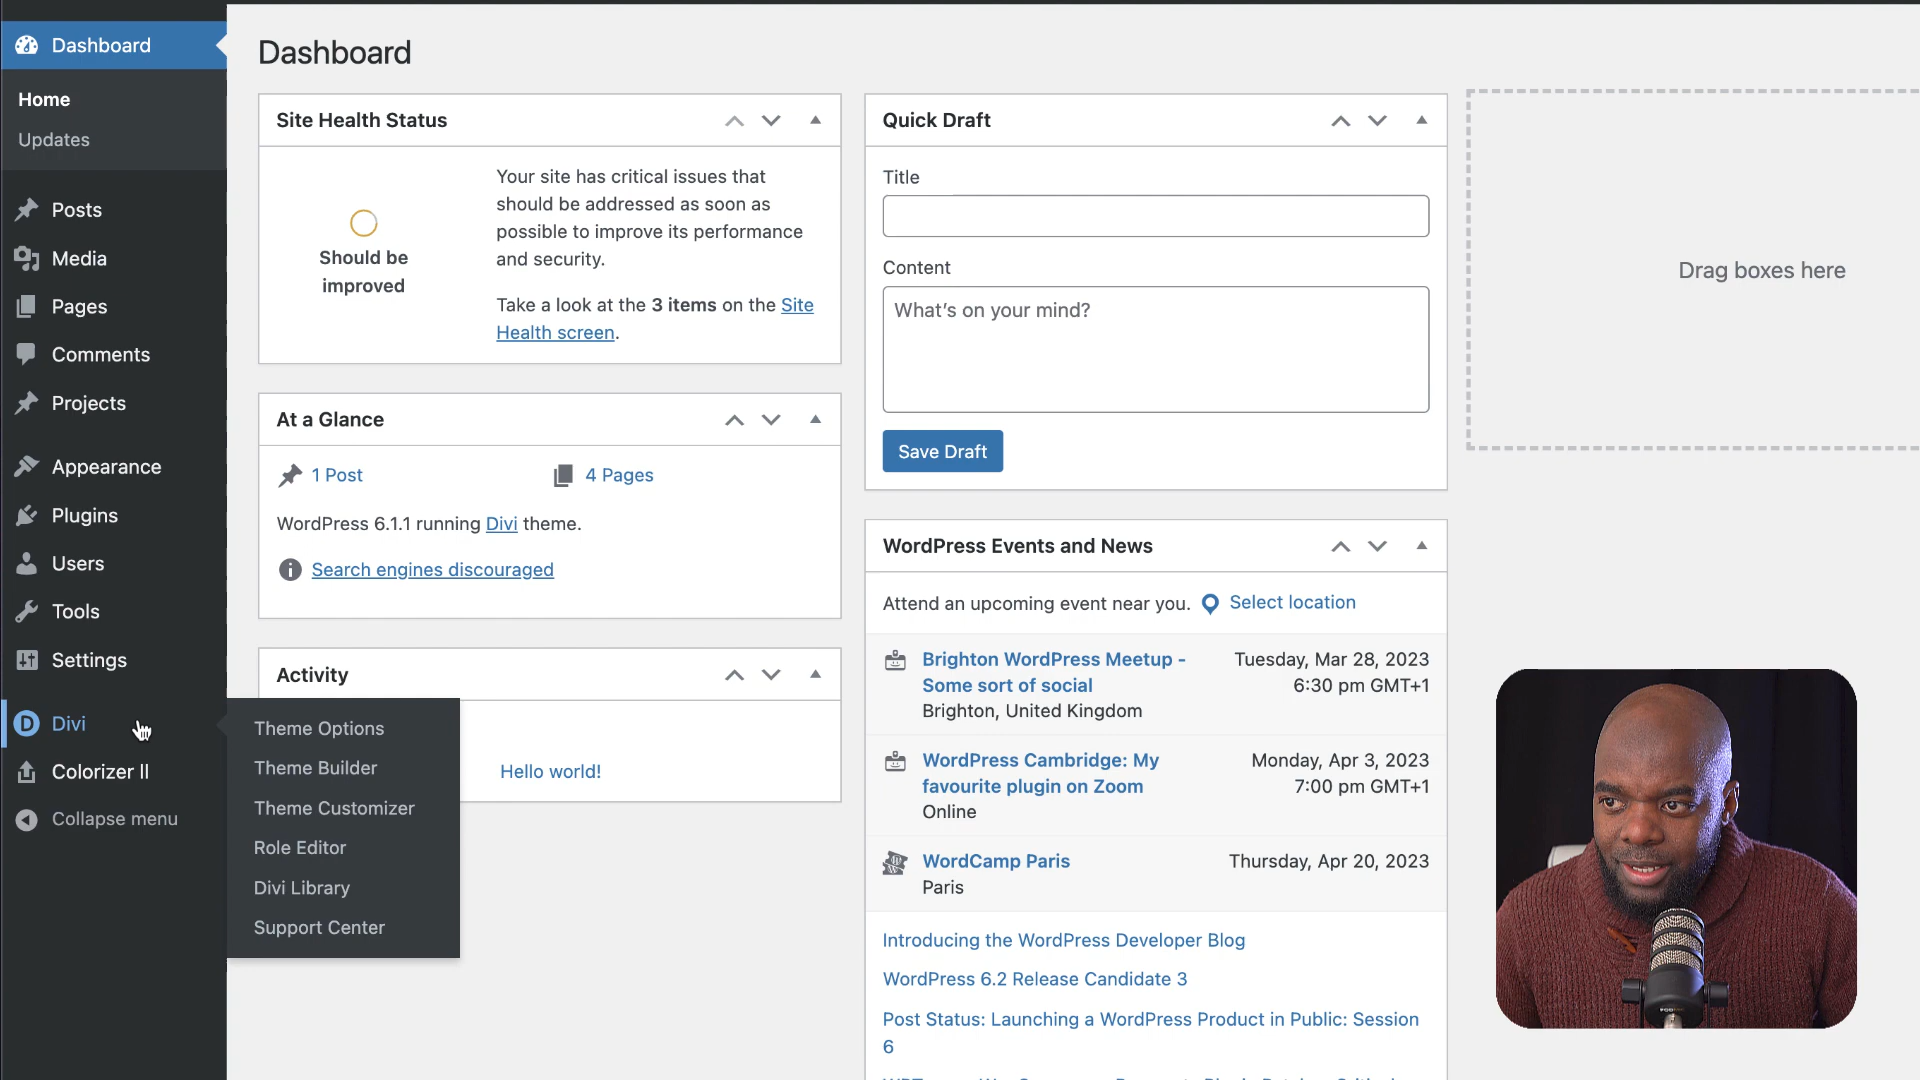 Dashboard
Home
Updates
Posts
Media
Pages
Comments
Projects
Appearance
Plugins
Users
Tools
Settings
Divi
Colorizer II
Collapse menu
Theme Options
Theme Builder
Theme Customizer
Role Editor
Divi Library
Support Center
Dashboard
Site Health Status
Should be
improved
Your site has critical issues that
should be addressed as soon as
possible to improve its performance
and security.
Take a look at the 3 items on the Site
Health screen.
At a Glance
1 Post
4 Pages
WordPress 6.1.1 running Divi theme.
Search engines discouraged
Activity
Hello world!
Quick Draft
Title
Content
What's on your mind?
Save Draft
WordPress Events and News
Attend an upcoming event near you. Select location
Brighton WordPress Meetup -
Some sort of social
Brighton, United Kingdom
Tuesday, Mar 28, 2023
6:30 pm GMT+1
WordPress Cambridge: My
favourite plugin on Zoom
Online
Monday, Apr 3, 2023
7:00 pm GMT+1
WordCamp Paris
Paris
Thursday, Apr 20, 2023
Introducing the WordPress Developer Blog
WordPress 6.2 Release Candidate 3
Post Status: Launching a WordPress Product in Public: Session
6
Drag boxes here